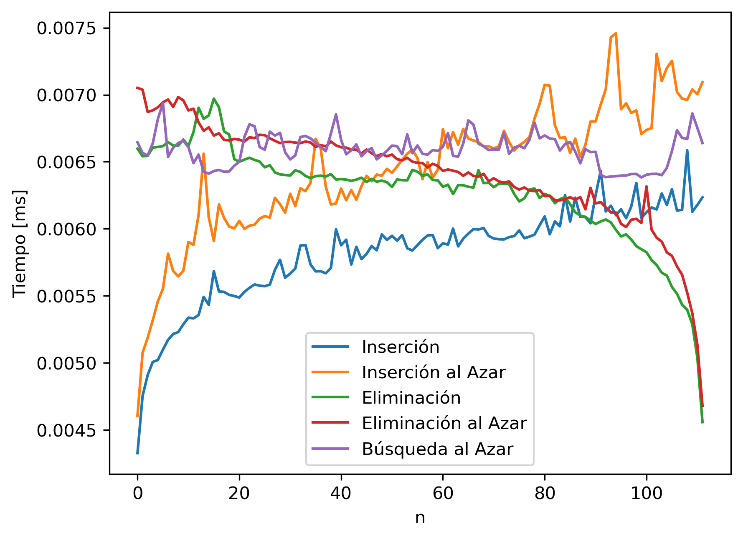 0.0075
0.0070
0.0065
0.0060
0.0055
0.0050
0.0045
Tiempo [ms]
Inserción
Inserción al Azar
Eliminación
Eliminación al Azar
Búsqueda al Azar
0 20 40 60 80 100
n